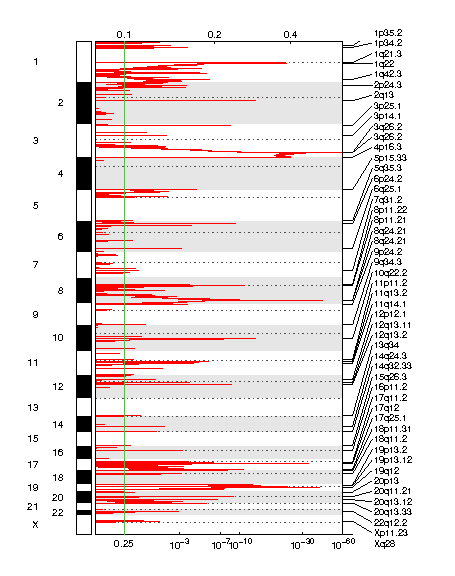 0.1 0.2 0.4
1
2
3
4
5
6
7
8
9
10
11
12
13
14
15
16
17
18
19
20
21
22
X
1p35.2
1p34.2
1q21.3
1q22
1q42.3
2p24.3
2q13
3p25.1
3p14.1
3q26.2
3q26.2
4p16.3
5p15.33
5q35.3
6p24.2
6q25.1
7q31.2
8p11.22
8p11.21
8q24.21
8q24.21
9p24.2
9q34.3
10q22.2
11p11.2
11q13.2
11q14.1
12p12.1
12q13.11
12q13.2
13q34
14q24.3
14q32.33
15q26.3
16p11.2
17q11.2
17q12
17q25.1
18p11.31
18q11.2
19p13.2
19p13.12
19q12
20p13
20q11.21
20q13.12
20q13.33
22q12.2
Xp11.23
Xq28
0.25 10⁻³ 10⁻⁷ 10⁻¹⁰ 10⁻³⁰ 10⁻⁶⁰